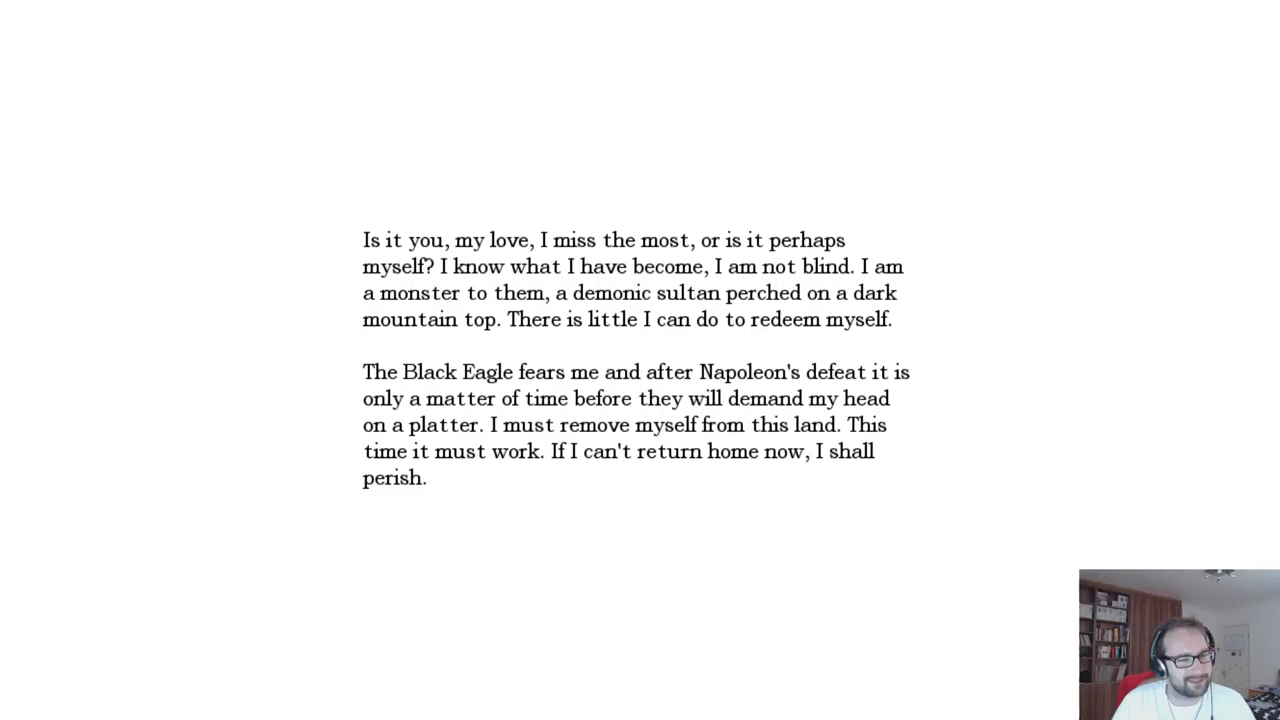 Is it you, my love, I miss the most, or is it perhaps
myself? I know what I have become, I am not blind. I am
a monster to them, a demonic sultan perched on a dark
mountain top. There is little I can do to redeem myself.
The Black Eagle fears me and after Napoleon's defeat it is
only a matter of time before they will demand my head
on a platter. I must remove myself from this land. This
time it must work. If I can't return home now, I shall
perish.